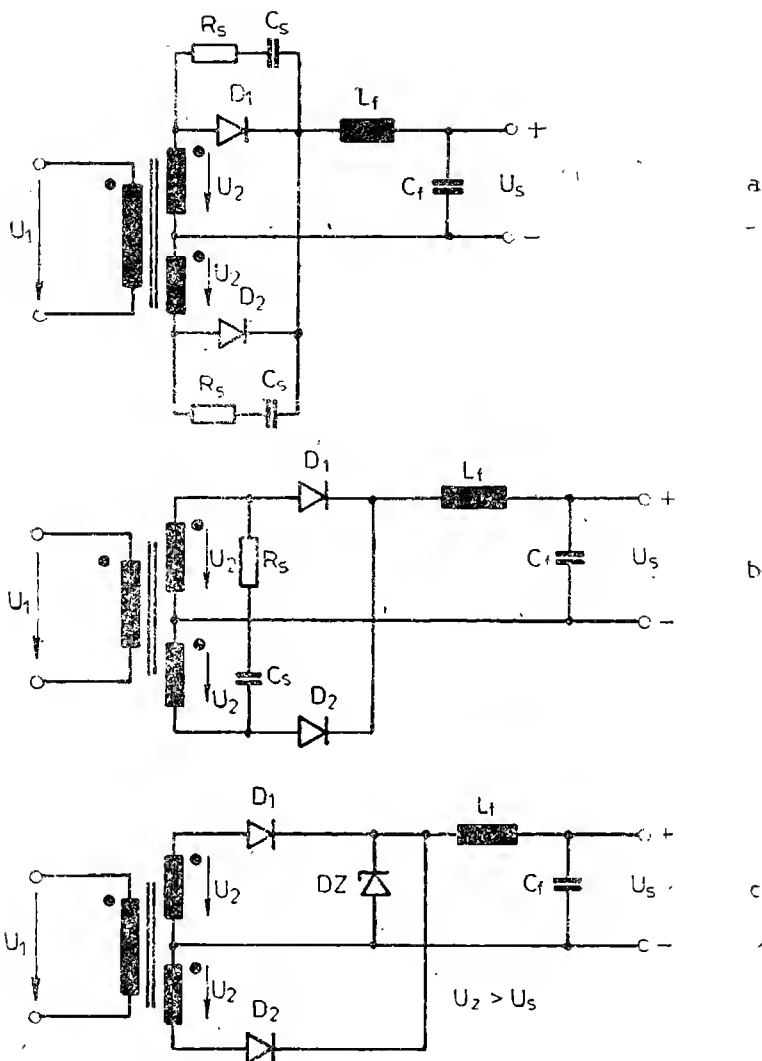 Rs Cs
D1
Lf
+
U2
Cf
Us
a
U1
-
U2
D2
Rs Cs
D1
Lf
+
U2
Rs
Cf
Us
b
U1
-
Cs
U2
D2
D1
Lf
+
U2
DZ
Cf
Us
c
U1
-
U2
D2
U2 > Us